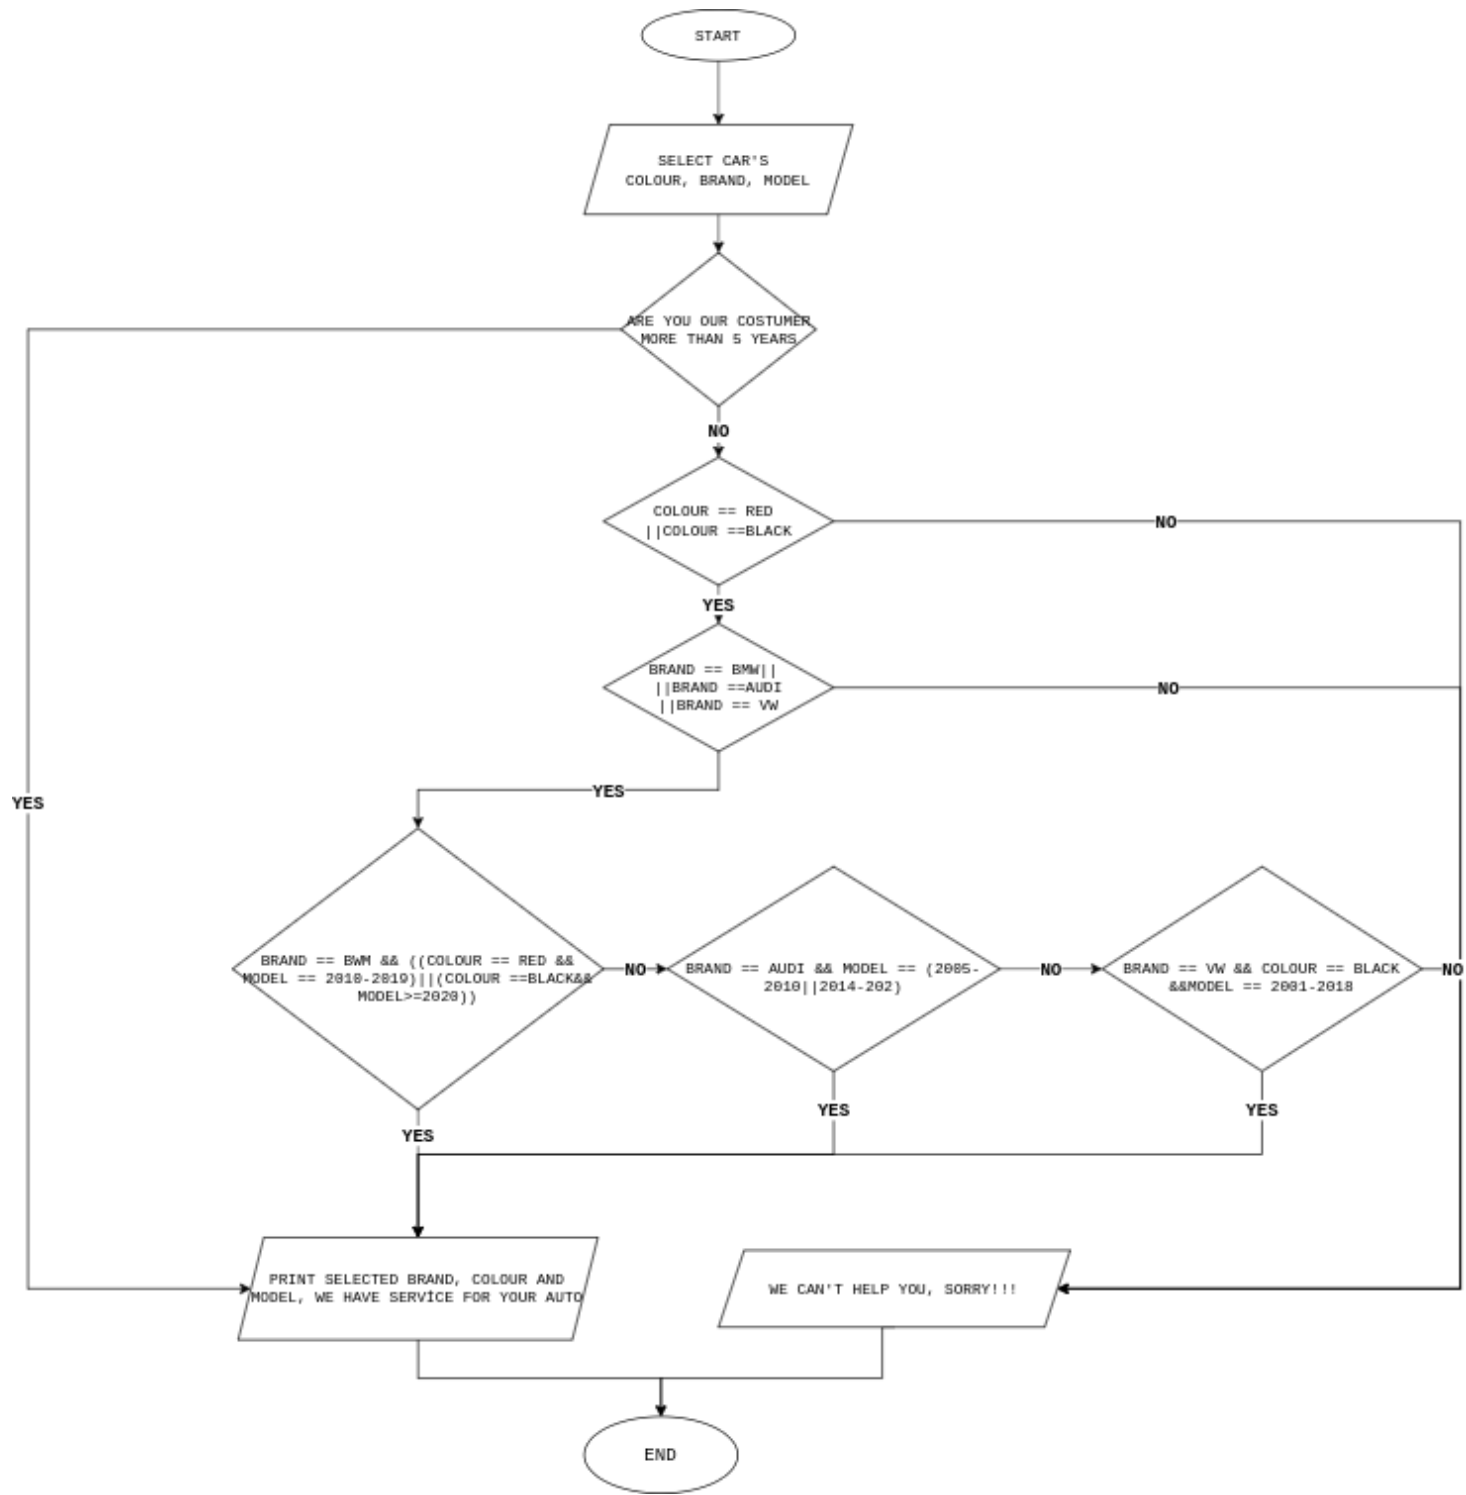 START
SELECT CAR'S
COLOUR, BRAND, MODEL
ARE YOU OUR COSTUMER
MORE THAN 5 YEARS
NO
COLOUR == RED
||COLOUR ==BLACK
NO
YES
BRAND == BMW||
||BRAND ==AUDI
||BRAND == VW
NO
YES
YES
BRAND == BWM && ((COLOUR == RED &&
MODEL == 2010-2019)||(COLOUR ==BLACK&&
MODEL>=2020))
NO
BRAND == AUDI && MODEL == (2005-
2010||2014-202)
NO
BRAND == VW && COLOUR == BLACK
&&MODEL == 2001-2018
NO
YES
YES
YES
PRINT SELECTED BRAND, COLOUR AND
MODEL, WE HAVE SERVİCE FOR YOUR AUTO
WE CAN'T HELP YOU, SORRY!!!
END